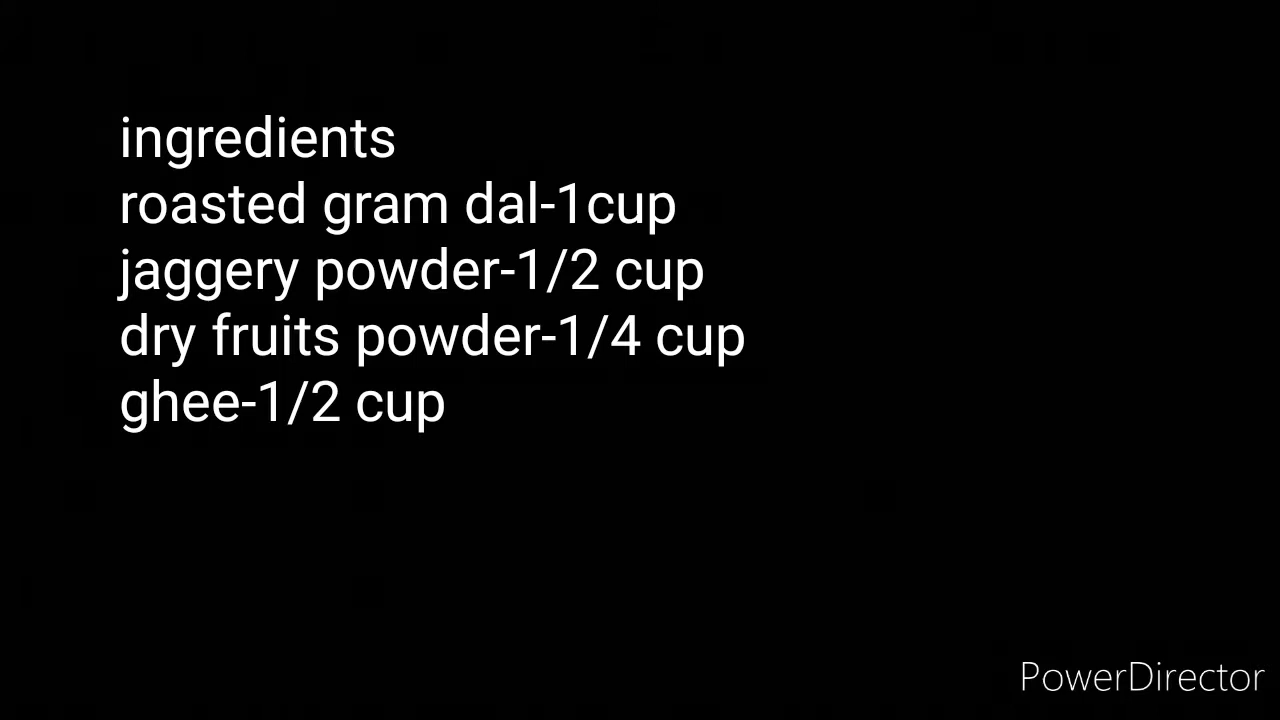 ingredients
roasted gram dal-1cup
jaggery powder-1/2 cup
dry fruits powder-1/4 cup
ghee-1/2 cup
PowerDirector